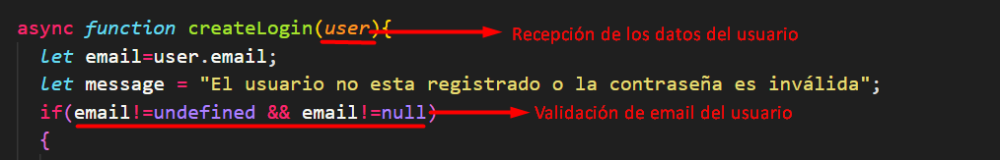 async function createLogin(user){ Recepción de los datos del usuario
let email=user.email;
let message = "El usuario no esta registrado o la contraseña es inválida";
if(email!=undefined && email!=null) Validación de email del usuario
{